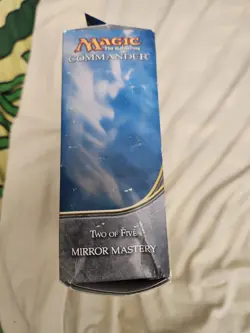 MAGIC
The Gathering
COMMANDER
TWO OF FIVE
MIRROR MASTERY